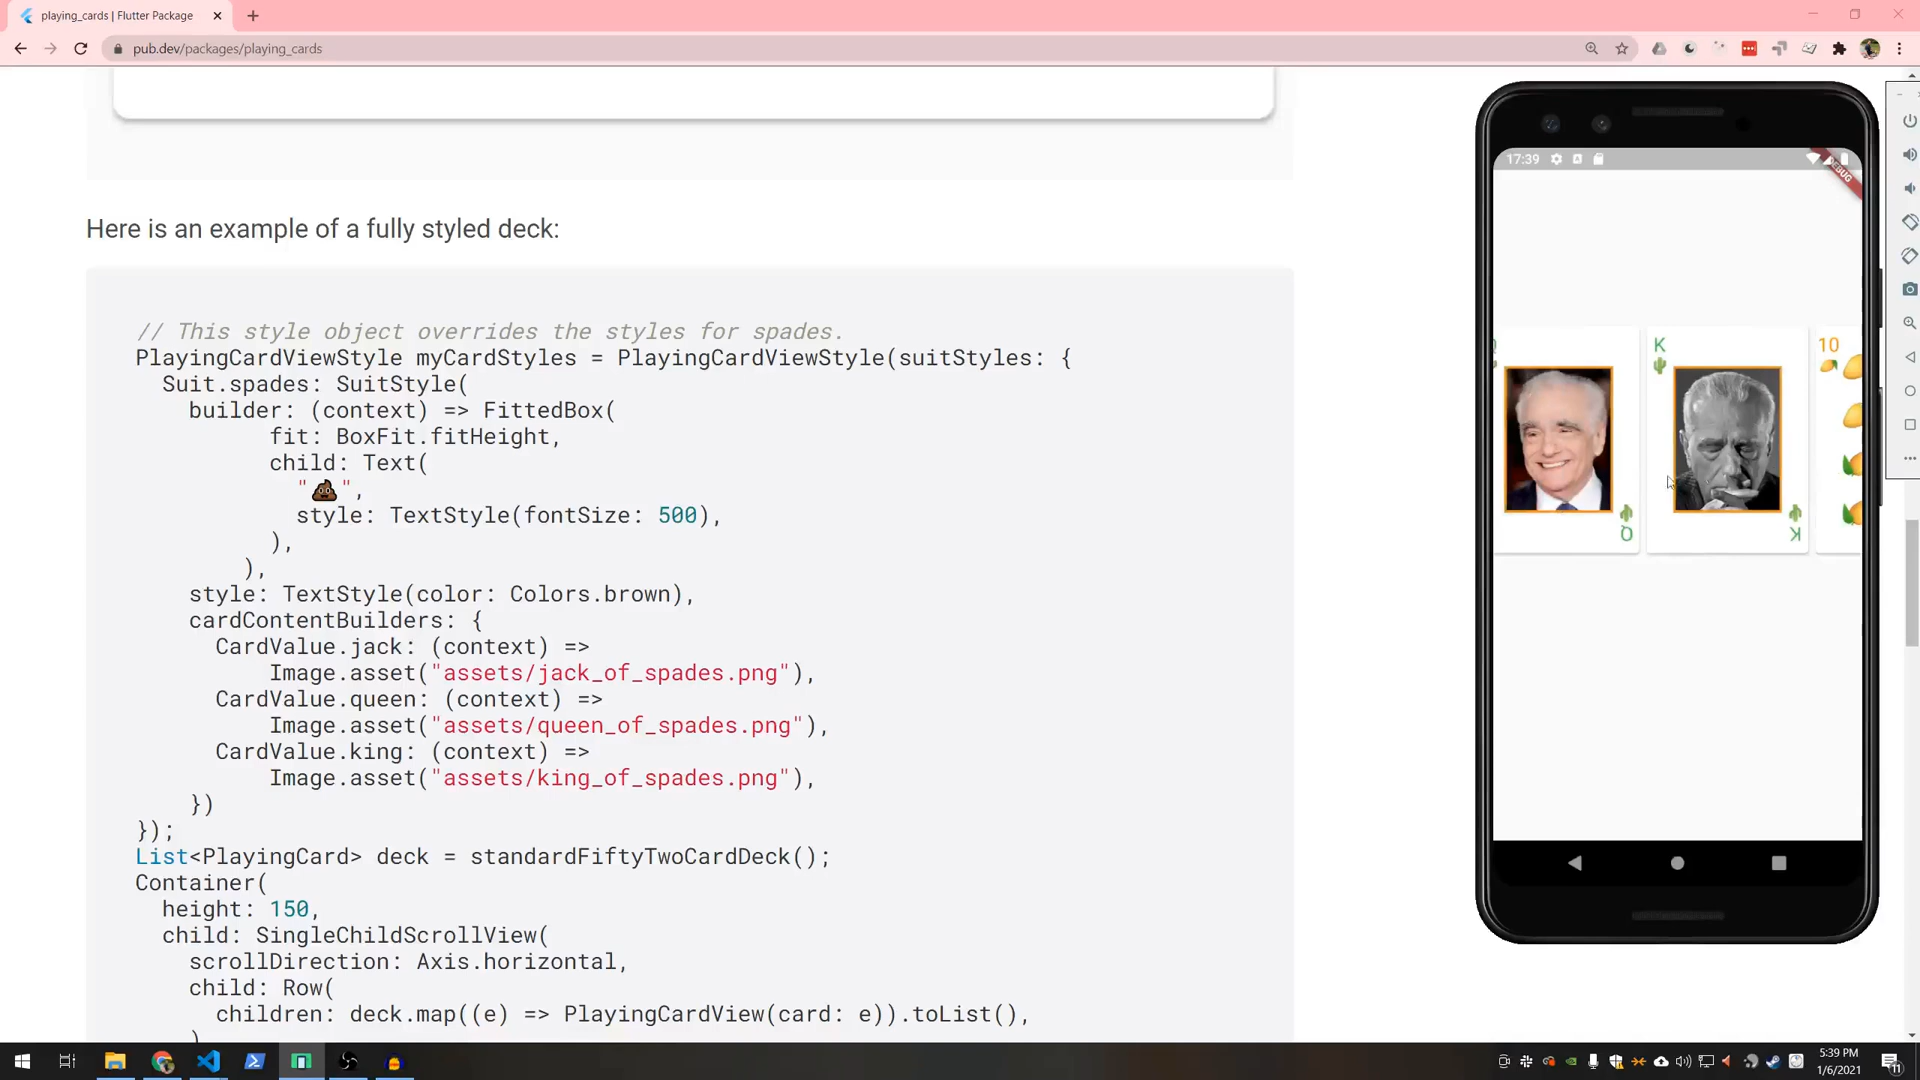 playing_cards | Flutter Package
pub.dev/packages/playing_cards
Here is an example of a fully styled deck:
// This style object overrides the styles for spades.
PlayingCardViewStyle myCardStyles = PlayingCardViewStyle(suitStyles: {
Suit.spades: SuitStyle(
builder: (context) => FittedBox(
fit: BoxFit.fitHeight,
child: Text(
"💩",
style: TextStyle(fontSize: 500),
),
),
style: TextStyle(color: Colors.brown),
cardContentBuilders: {
CardValue.jack: (context) =>
Image.asset("assets/jack_of_spades.png"),
CardValue.queen: (context) =>
Image.asset("assets/queen_of_spades.png"),
CardValue.king: (context) =>
Image.asset("assets/king_of_spades.png"),
})
});
List<PlayingCard> deck = standardFiftyTwoCardDeck();
Container(
height: 150,
child: SingleChildScrollView(
scrollDirection: Axis.horizontal,
child: Row(
children: deck.map((e) => PlayingCardView(card: e)).toList(),
)
17:39
DEBUG
K
10
Q
K
5:39 PM
1/6/2021
11